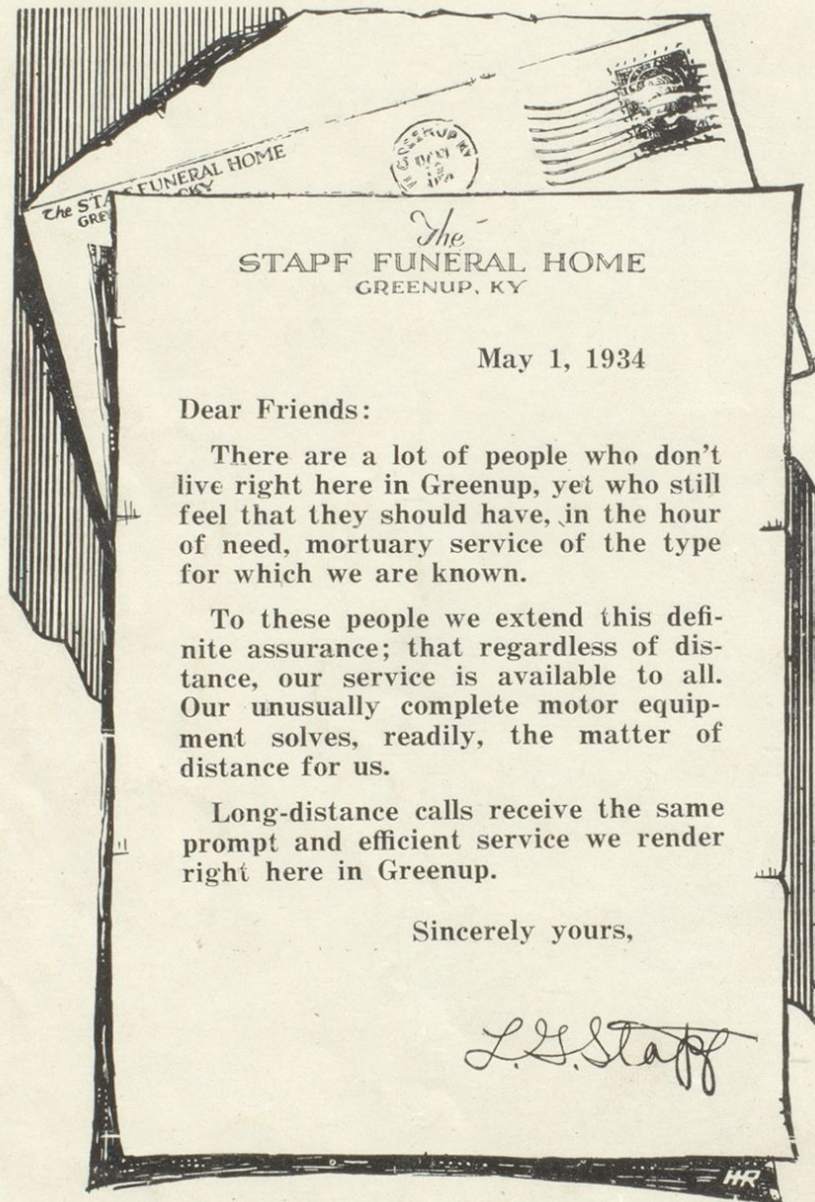 The STAPF FUNERAL HOME
GREENUP KY
The
STAPF FUNERAL HOME
GREENUP, KY
May 1, 1934
Dear Friends:
There are a lot of people who don't
live right here in Greenup, yet who still
feel that they should have, in the hour
of need, mortuary service of the type
for which we are known.
To these people we extend this defi-
nite assurance; that regardless of dis-
tance, our service is available to all.
Our unusually complete motor equip-
ment solves, readily, the matter of
distance for us.
Long-distance calls receive the same
prompt and efficient service we render
right here in Greenup.
Sincerely yours,
L. G. Stapf
HR